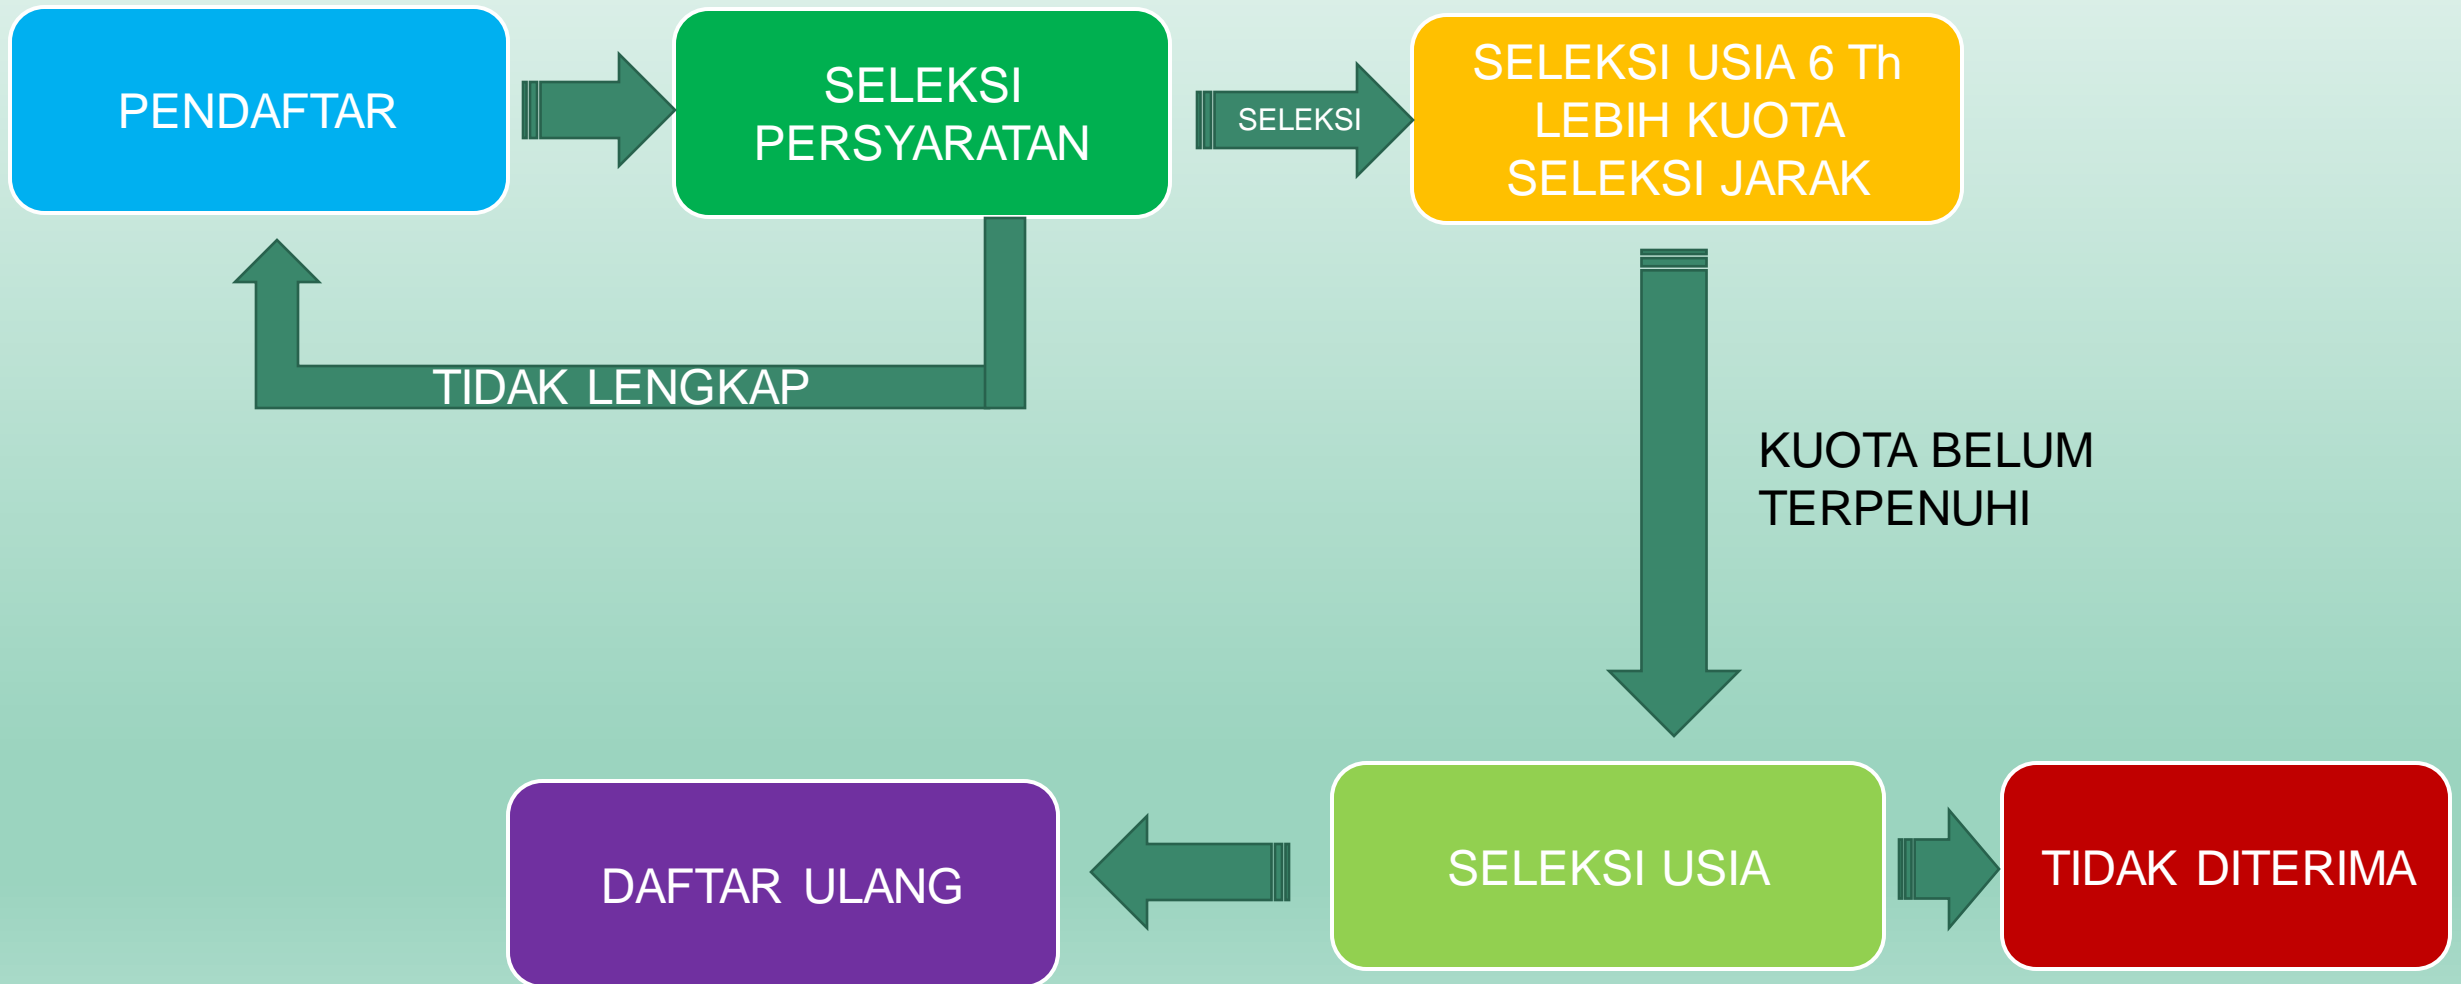 PENDAFTAR
SELEKSI
PERSYARATAN
SELEKSI
SELEKSI USIA 6 Th
LEBIH KUOTA
SELEKSI JARAK
TIDAK LENGKAP
KUOTA BELUM
TERPENUHI
DAFTAR ULANG
SELEKSI USIA
TIDAK DITERIMA